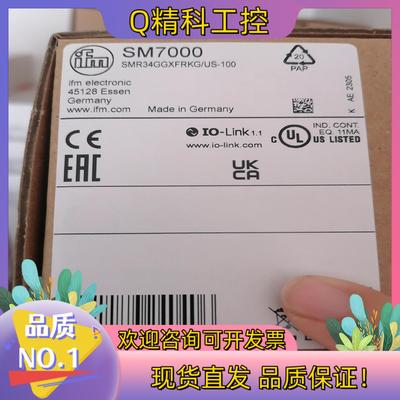 Q精科工控
ifm
SM7000
SMR34GGXFRKG/US-100
ifm electronic
45128 Essen
Germany
www.ifm.com
Made in Germany
20
PAP
K AE 2305
CE
IO-Link 1.1
www.io-link.com
IND. CONT.
EQ. 11MA
C UL US LISTED
EAC
UK
CA
品质
NO.1
欢迎咨询可开发票
现货直发 品质保证!